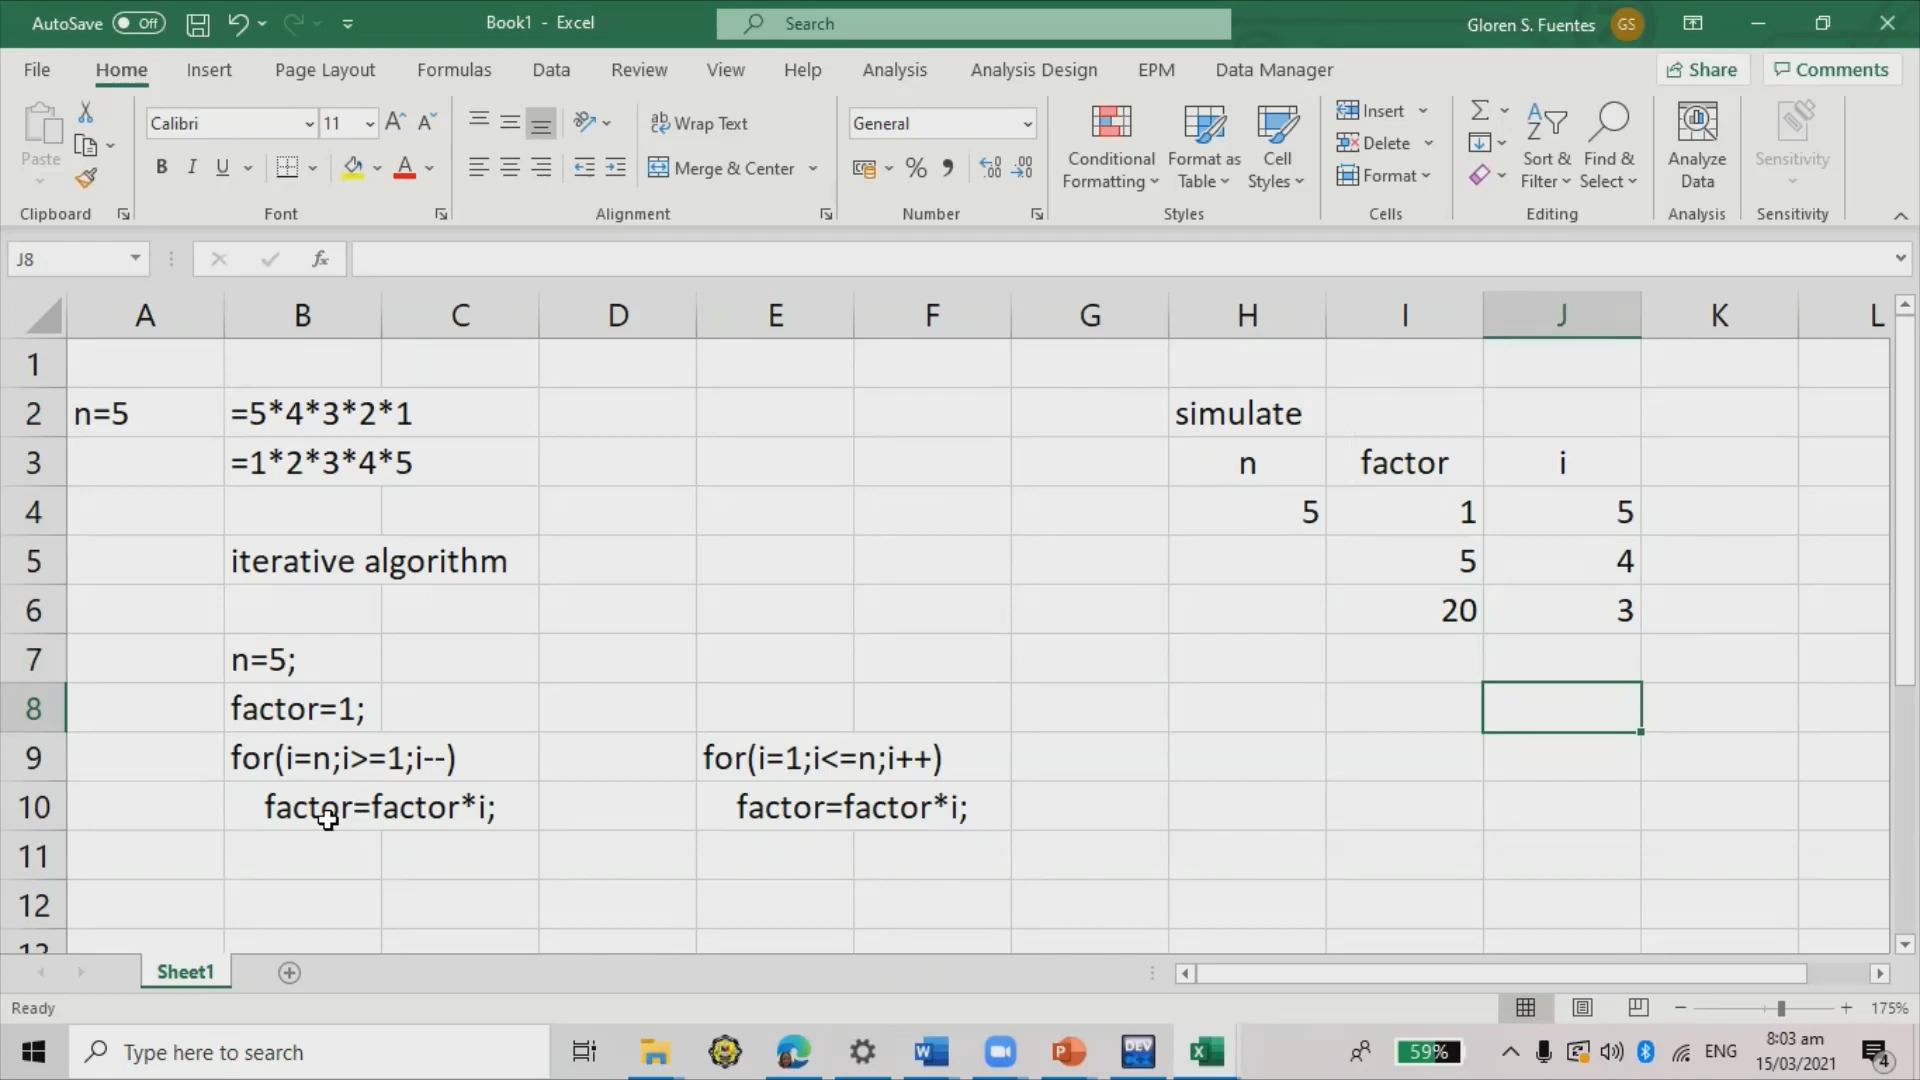 AutoSave Off Book1 - Excel Search Gloren S. Fuentes GS
File Home Insert Page Layout Formulas Data Review View Help Analysis Analysis Design EPM Data Manager Share Comments
Paste Calibri 11 Wrap Text General Insert
Conditional Formatting Format as Table Cell Styles Delete Sort & Filter Find & Select Analyze Data Sensitivity
B I U Merge & Center % Format
Clipboard Font Alignment Number Styles Cells Editing Analysis Sensitivity
J8 fx
A B C D E F G H I J K L
1
2 n=5 =5*4*3*2*1 simulate
3 =1*2*3*4*5 n factor i
4 5 1 5
5 iterative algorithm 5 4
6 20 3
7 n=5;
8 factor=1;
9 for(i=n;i>=1;i--) for(i=1;i<=n;i++)
10 factor=factor*i; factor=factor*i;
11
12
13
Sheet1
Ready 175%
Type here to search DEV 59% ENG 8:03 am
15/03/2021 4